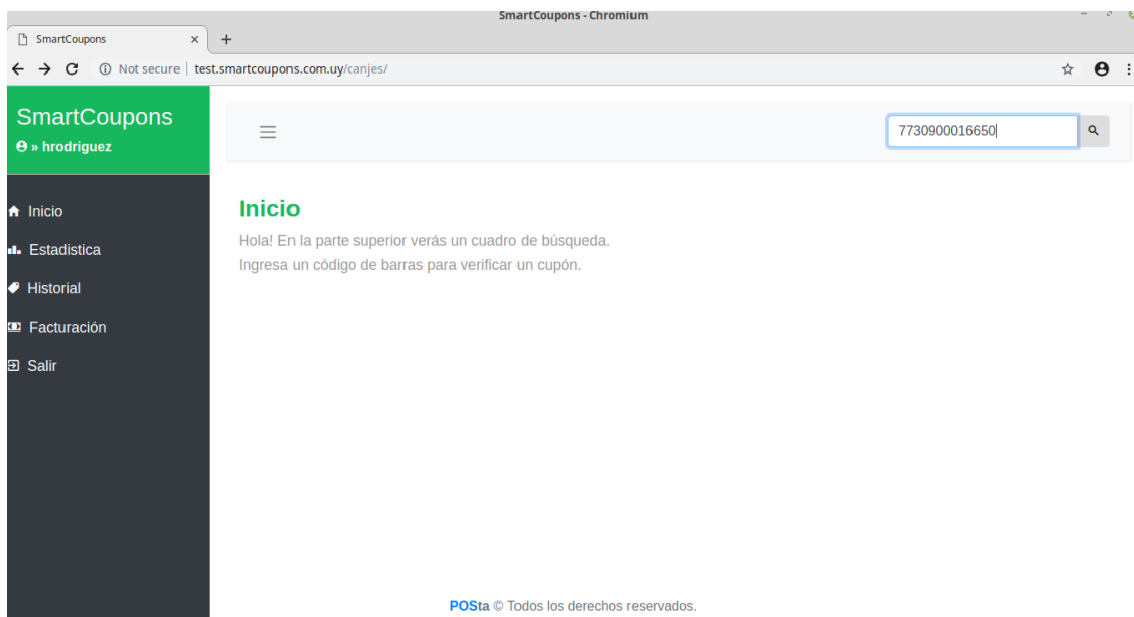 SmartCoupons - Chromium
SmartCoupons
Not secure | test.smartcoupons.com.uy/canjes/
SmartCoupons
» hrodriguez
7730900016650
Inicio
Estadistica
Historial
Facturación
Salir
Inicio
Hola! En la parte superior verás un cuadro de búsqueda.
Ingresa un código de barras para verificar un cupón.
POSta © Todos los derechos reservados.